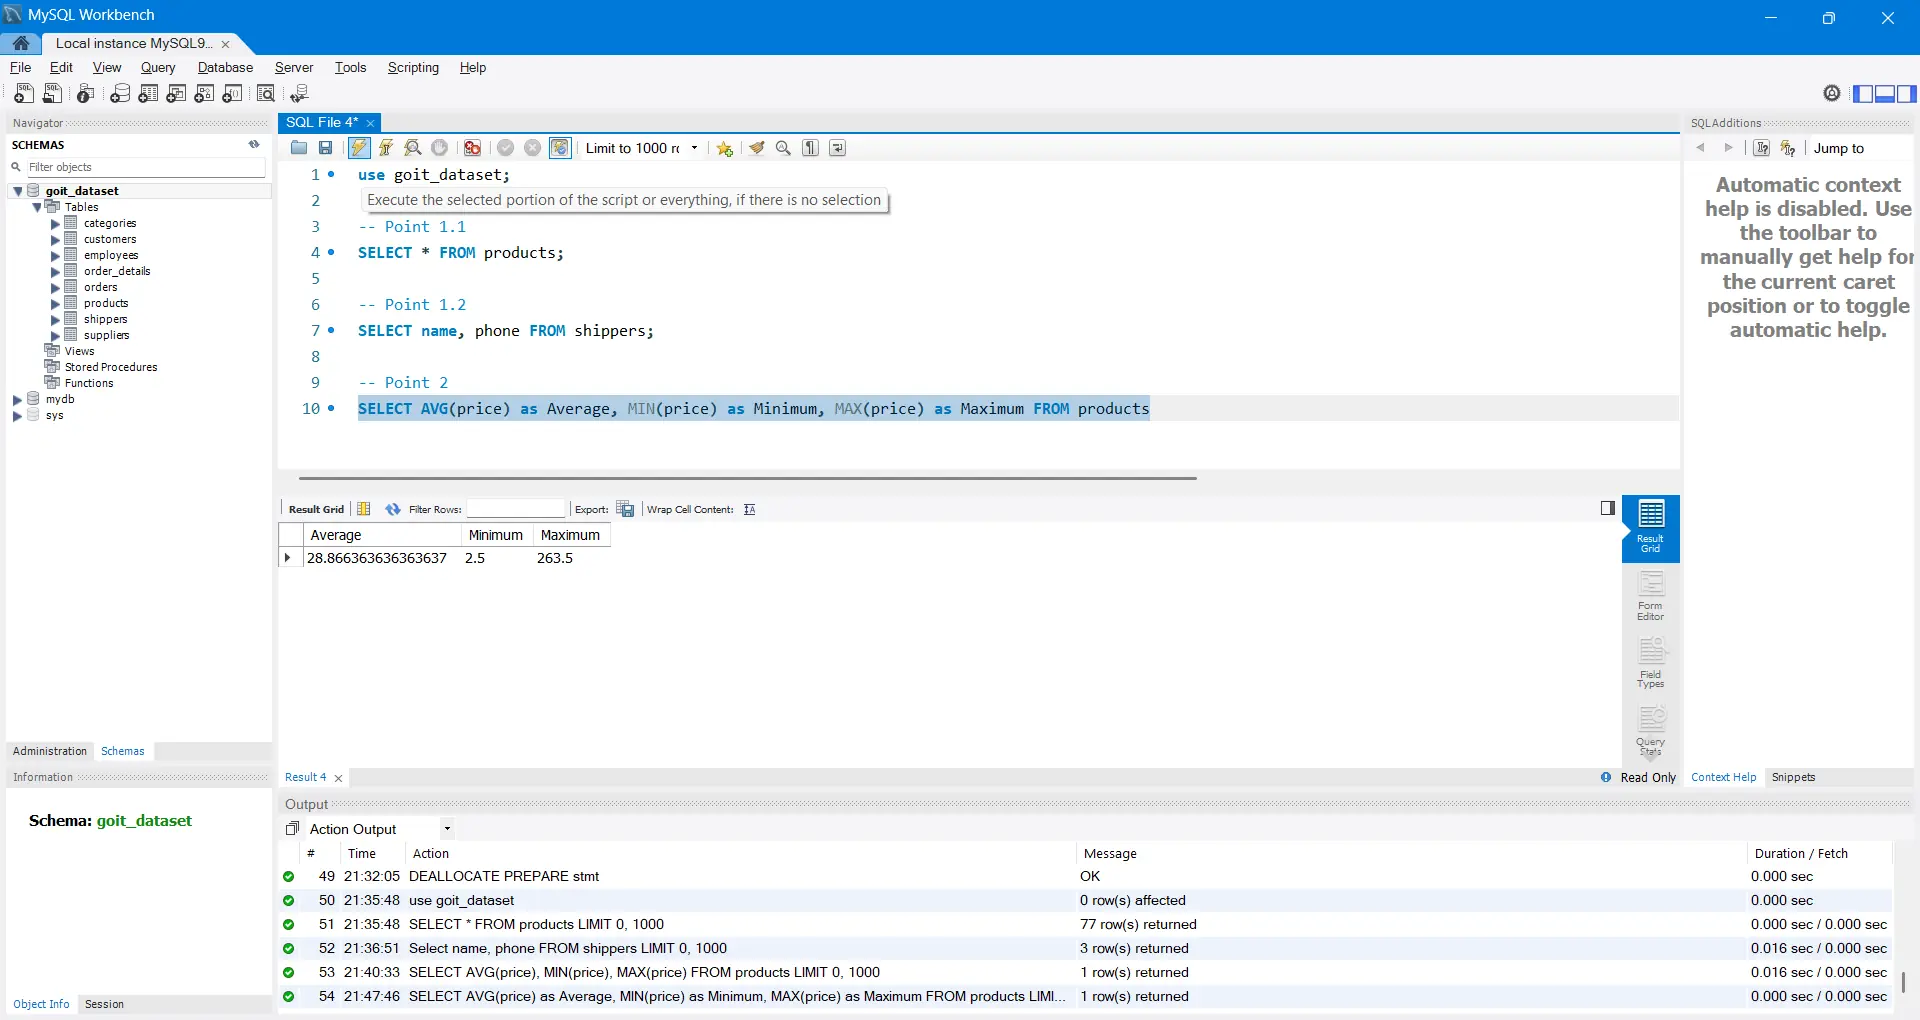 MySQL Workbench
Local instance MySQL9...
File Edit View Query Database Server Tools Scripting Help
Navigator
SCHEMAS
Filter objects
goit_dataset
Tables
categories
customers
employees
order_details
orders
products
shippers
suppliers
Views
Stored Procedures
Functions
mydb
sys
Administration Schemas
Information
Schema: goit_dataset
Object Info Session
SQL File 4*
Limit to 1000 rc
1 use goit_dataset;
2
Execute the selected portion of the script or everything, if there is no selection
3 -- Point 1.1
4 SELECT * FROM products;
5
6 -- Point 1.2
7 SELECT name, phone FROM shippers;
8
9 -- Point 2
10 SELECT AVG(price) as Average, MIN(price) as Minimum, MAX(price) as Maximum FROM products
Result Grid Filter Rows: Export: Wrap Cell Content:
Average Minimum Maximum
28.866363636363637 2.5 263.5
Result Grid
Form Editor
Field Types
Query Stats
Result 4
Read Only
SQLAdditions
Jump to
Automatic context
help is disabled. Use
the toolbar to
manually get help for
the current caret
position or to toggle
automatic help.
Context Help Snippets
Output
Action Output
# Time Action Message Duration / Fetch
49 21:32:05 DEALLOCATE PREPARE stmt OK 0.000 sec
50 21:35:48 use goit_dataset 0 row(s) affected 0.000 sec
51 21:35:48 SELECT * FROM products LIMIT 0, 1000 77 row(s) returned 0.000 sec / 0.000 sec
52 21:36:51 Select name, phone FROM shippers LIMIT 0, 1000 3 row(s) returned 0.016 sec / 0.000 sec
53 21:40:33 SELECT AVG(price), MIN(price), MAX(price) FROM products LIMIT 0, 1000 1 row(s) returned 0.016 sec / 0.000 sec
54 21:47:46 SELECT AVG(price) as Average, MIN(price) as Minimum, MAX(price) as Maximum FROM products LIMI... 1 row(s) returned 0.000 sec / 0.000 sec